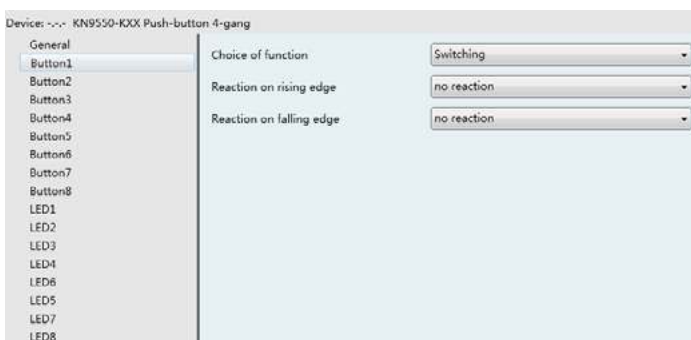 Device: -.-.- KN9550-KXX Push-button 4-gang
General
Button1
Button2
Button3
Button4
Button5
Button6
Button7
Button8
LED1
LED2
LED3
LED4
LED6
LED5
LED7
LED8
Choice of function Switching
Reaction on rising edge no reaction
Reaction on falling edge no reaction